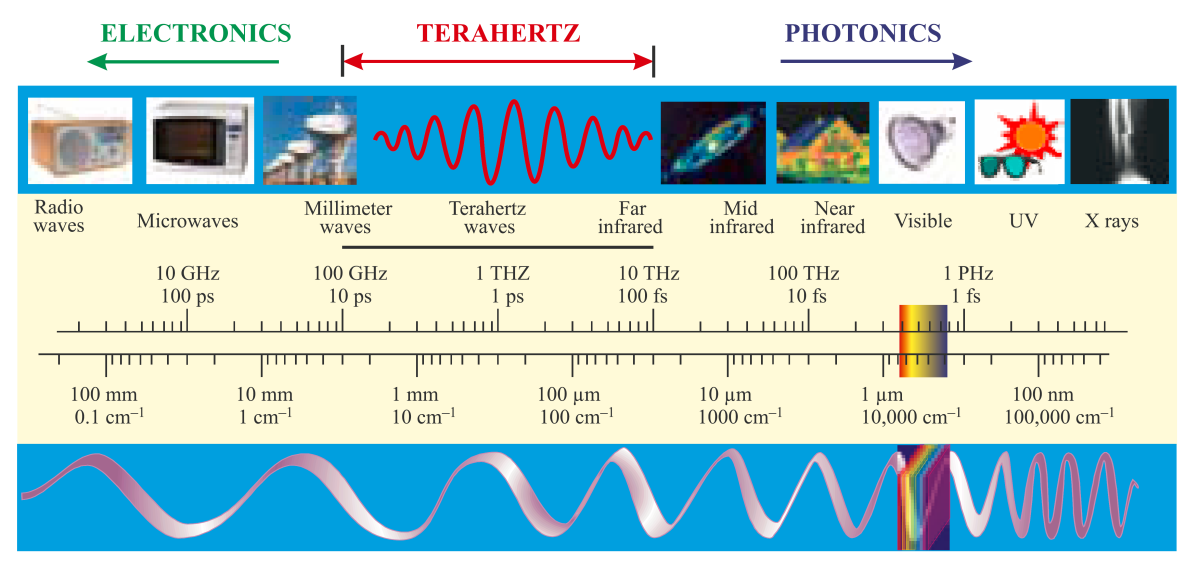 ELECTRONICS TERAHERTZ PHOTONICS
Radio waves
Microwaves
Millimeter waves
Terahertz waves
Far infrared
Mid infrared
Near infrared
Visible
UV
X rays
10 GHz 100 GHz 1 THZ 10 THz 100 THz 1 PHz
100 ps 10 ps 1 ps 100 fs 10 fs 1 fs
100 mm 10 mm 1 mm 100 µm 10 µm 1 µm 100 nm
0.1 cm⁻¹ 1 cm⁻¹ 10 cm⁻¹ 100 cm⁻¹ 1000 cm⁻¹ 10,000 cm⁻¹ 100,000 cm⁻¹